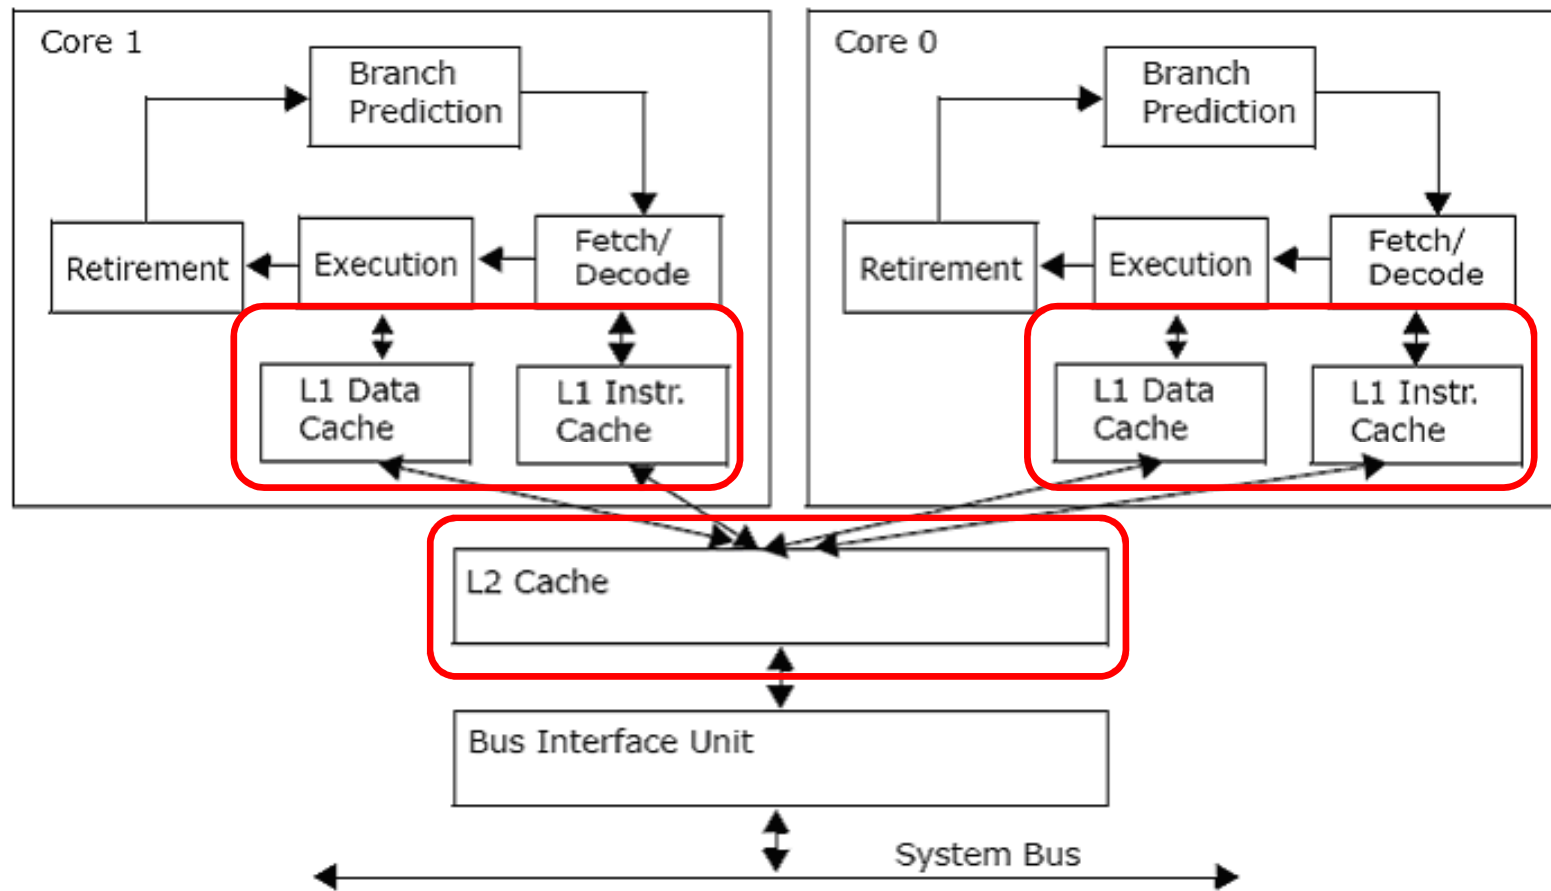 Core 1
Branch
Prediction
Retirement
Execution
Fetch/
Decode
L1 Data
Cache
L1 Instr.
Cache
Core 0
Branch
Prediction
Retirement
Execution
Fetch/
Decode
L1 Data
Cache
L1 Instr.
Cache
L2 Cache
Bus Interface Unit
System Bus